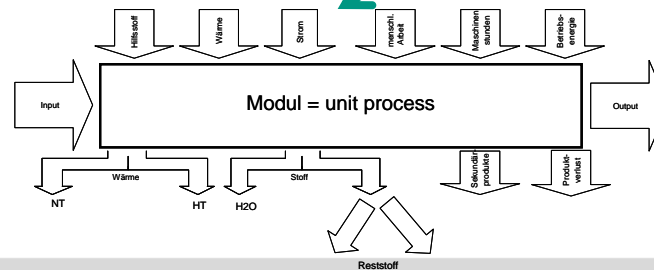 Hilfsstoff
Wärme
Strom
menschl.
Arbeit
Maschinen
stunden
Betriebs-
energie
Input
Modul = unit process
Output
Wärme
Stoff
Sekundär
produkte
Produkt-
verlust
NT
HT
H2O
Reststoff